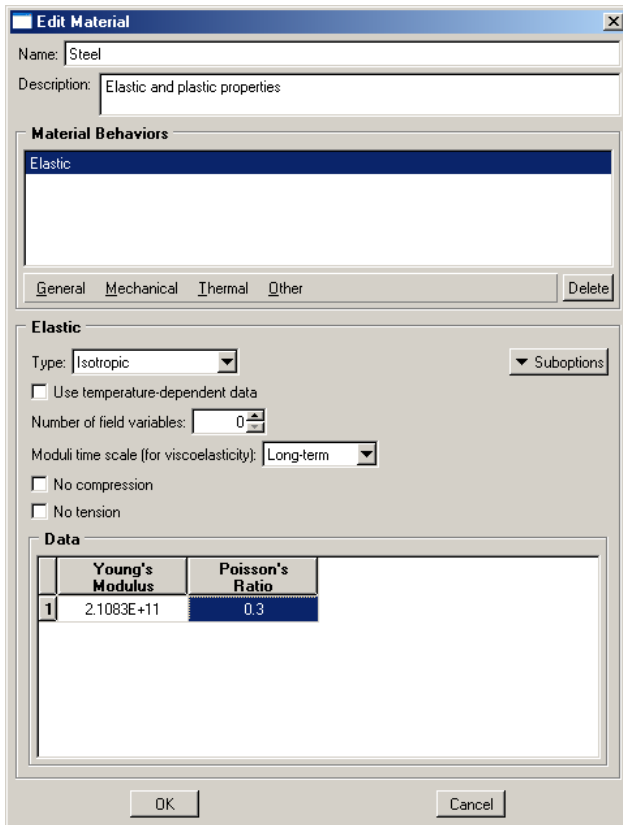 Edit Material
Name: Steel
Description: Elastic and plastic properties
Material Behaviors
Elastic
General Mechanical Thermal Other Delete
Elastic
Type: Isotropic Suboptions
Use temperature-dependent data
Number of field variables: 0
Moduli time scale (for viscoelasticity): Long-term
No compression
No tension
Data
Young's Poisson's
Modulus Ratio
1 2.1083E+11 0.3
OK Cancel